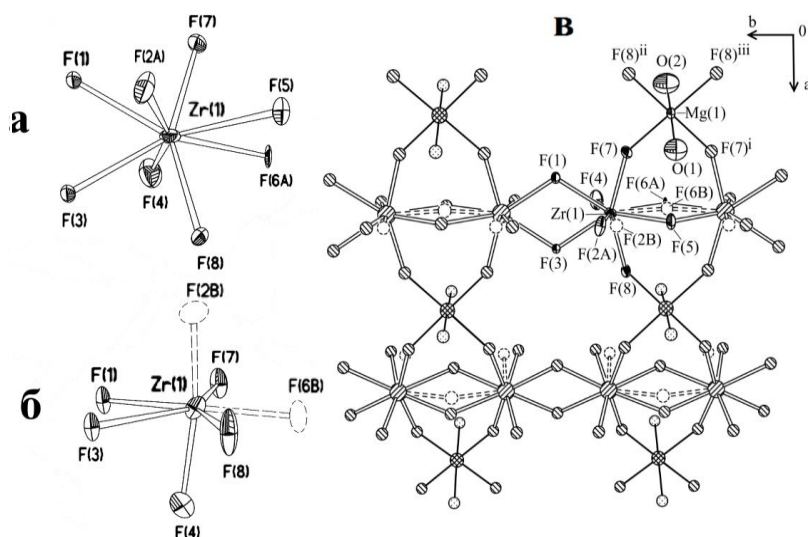 а
F(7)
F(1)
F(2A)
F(5)
Zr(1)
F(6A)
F(4)
F(3)
F(8)
б
F(2B)
F(7)
F(1)
Zr(1)
F(6B)
F(3)
F(8)
F(4)
в
b
0
a
F(8)ii
O(2)
F(8)iii
Mg(1)
F(7)
F(7)i
O(1)
F(1)
F(4)
F(6A)
F(6B)
Zr(1)
F(2B)
F(2A)
F(5)
F(3)
F(8)